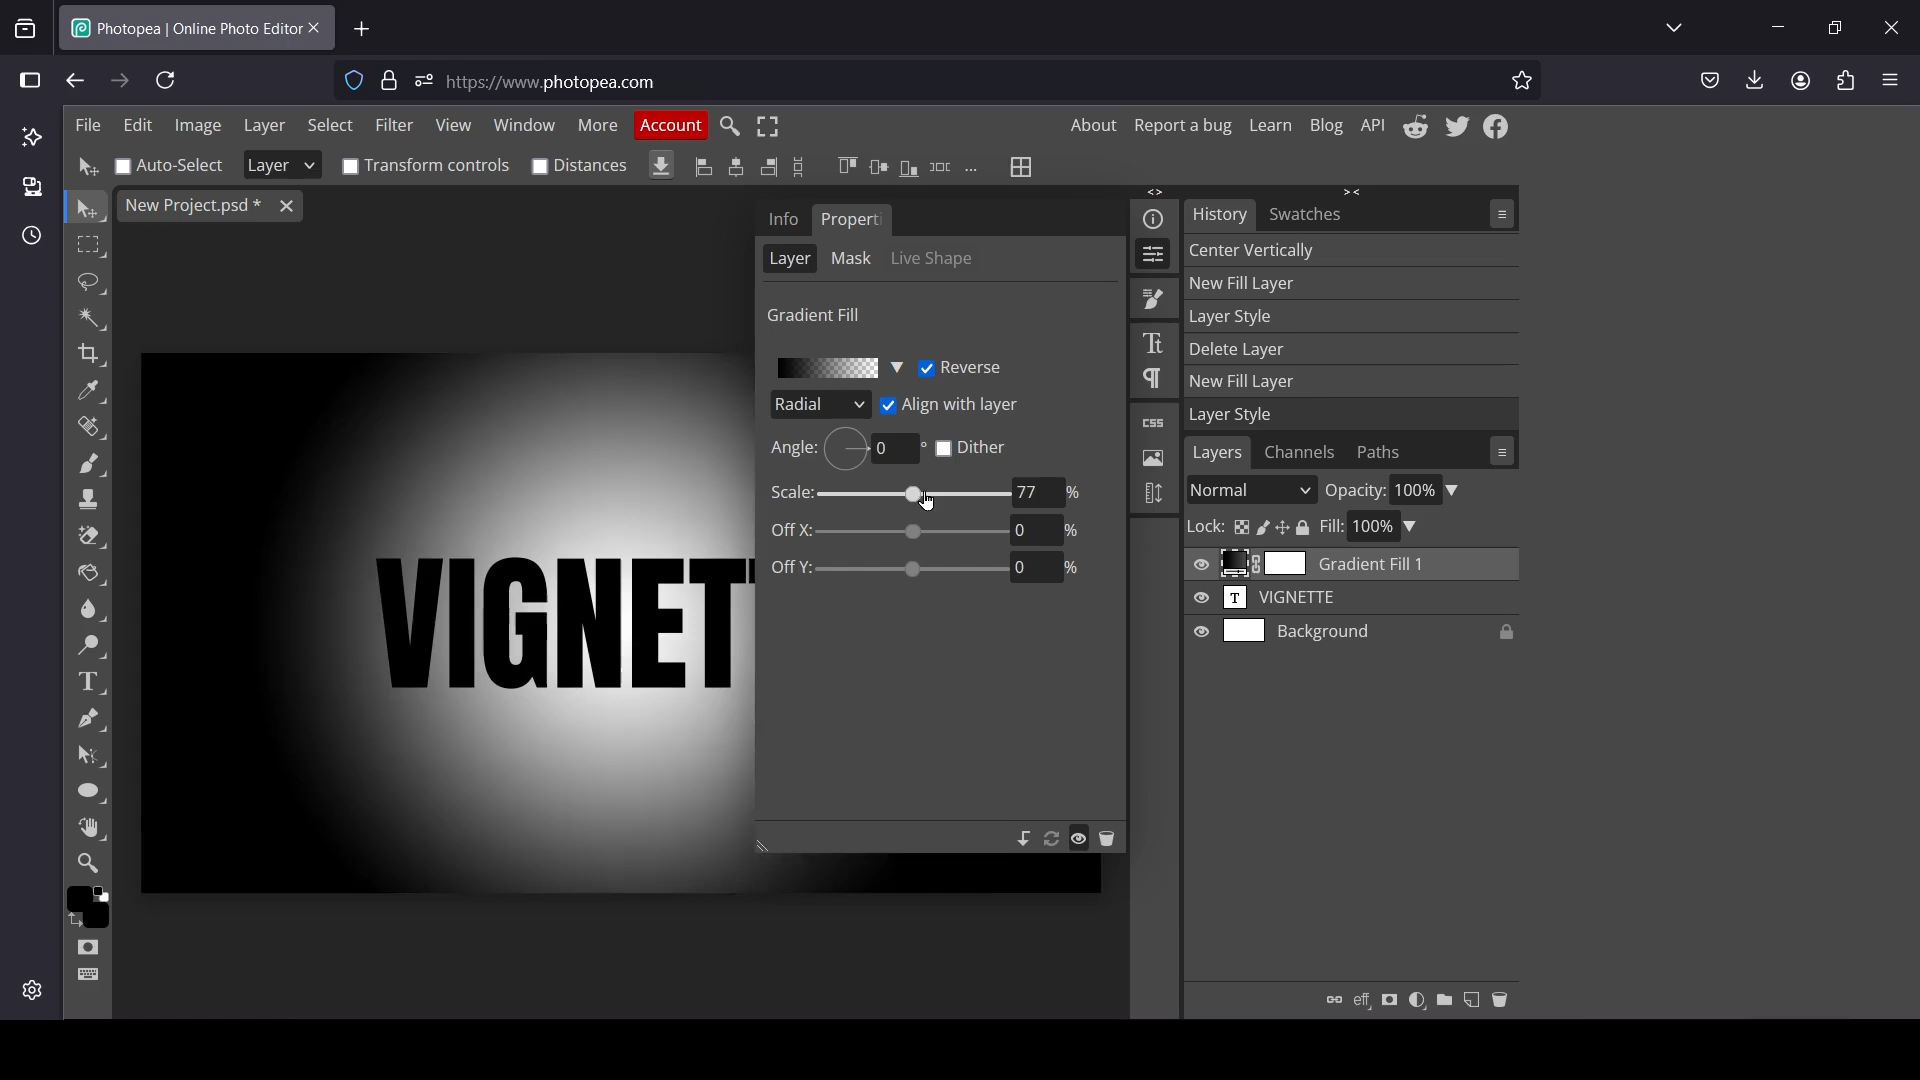 Photopea | Online Photo Editor
https://www.photopea.com
File Edit Image Layer Select Filter View Window More Account About Report a bug Learn Blog API
Auto-Select Layer Transform controls Distances ...
New Project.psd *
Info Properti
Layer Mask Live Shape
Gradient Fill
Reverse
Radial Align with layer
Angle: 0 ° Dither
Scale: 77 %
Off X: 0 %
Off Y: 0 %
VIGNET
CSS
History Swatches
Center Vertically
New Fill Layer
Layer Style
Delete Layer
New Fill Layer
Layer Style
Layers Channels Paths
Normal Opacity: 100%
Lock: Fill: 100%
Gradient Fill 1
T VIGNETTE
Background
eff